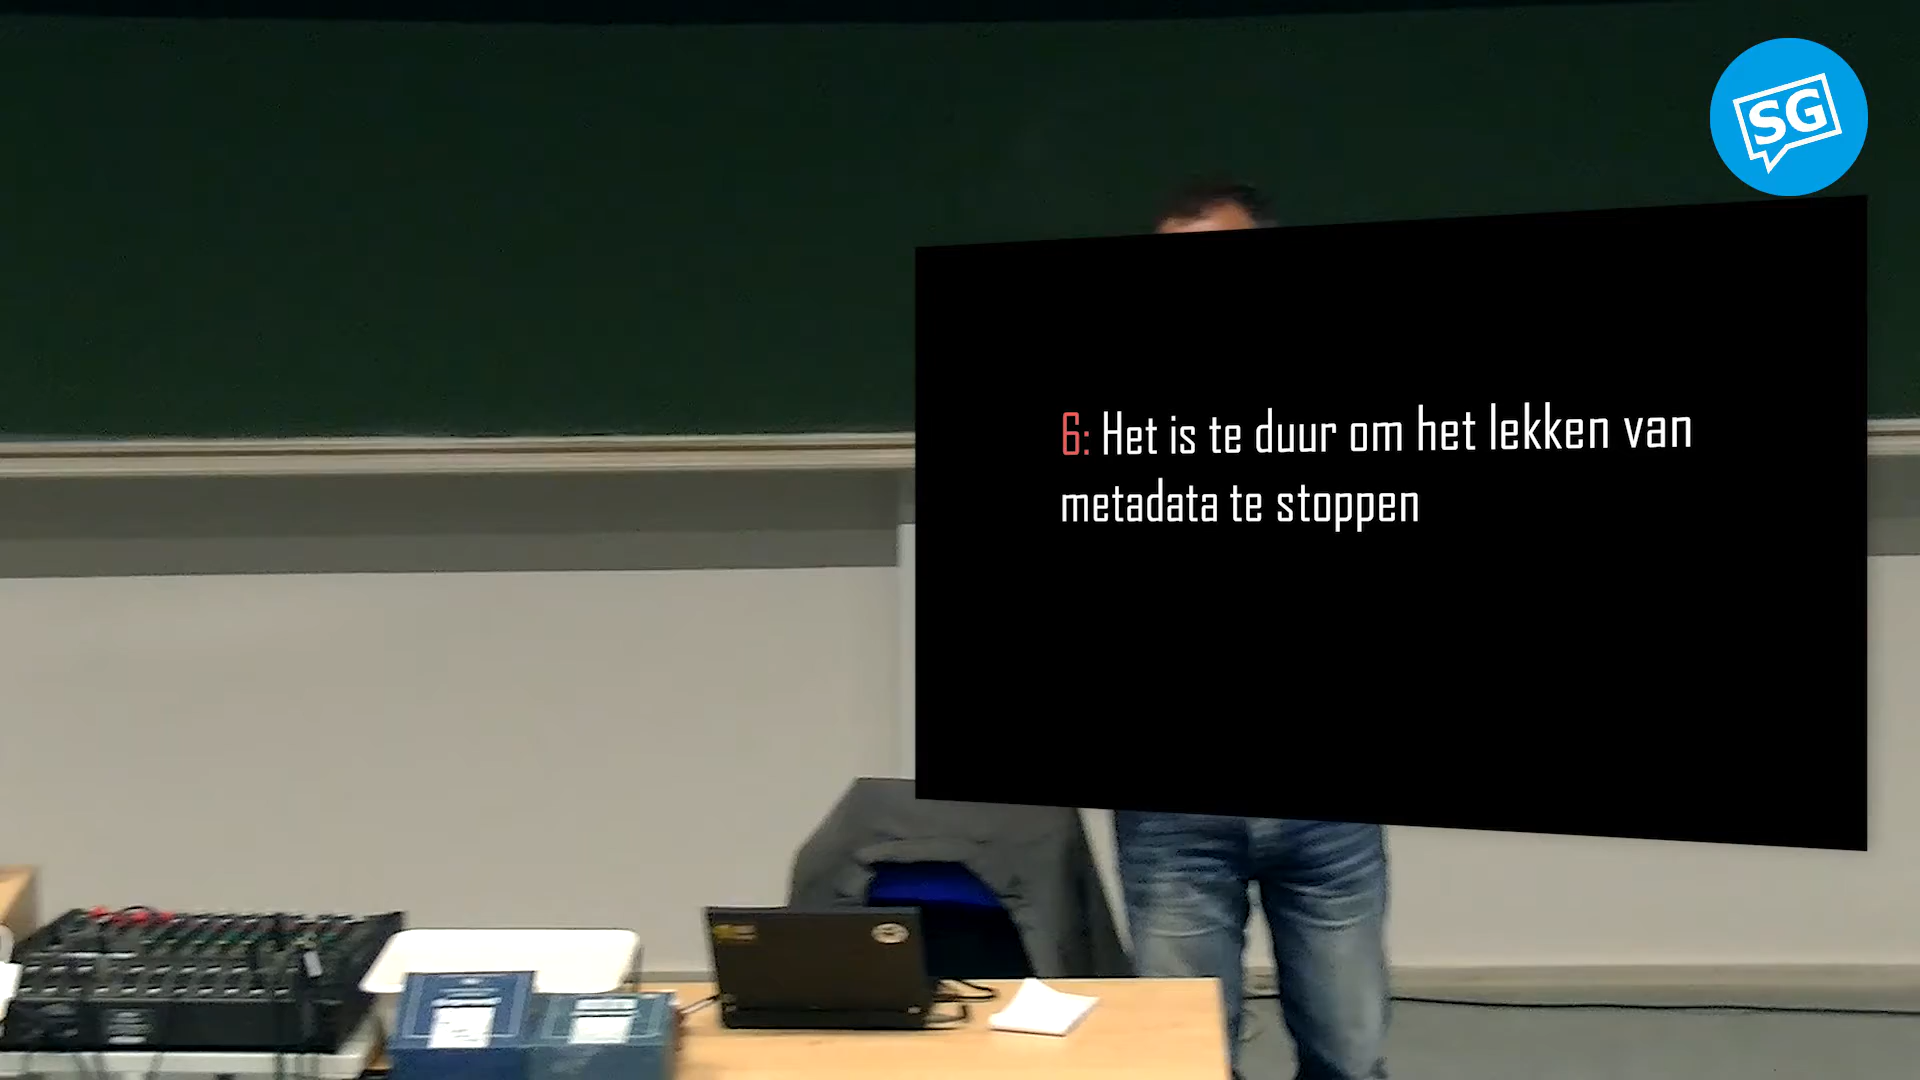 SG
6: Het is te duur om het lekken van
metadata te stoppen